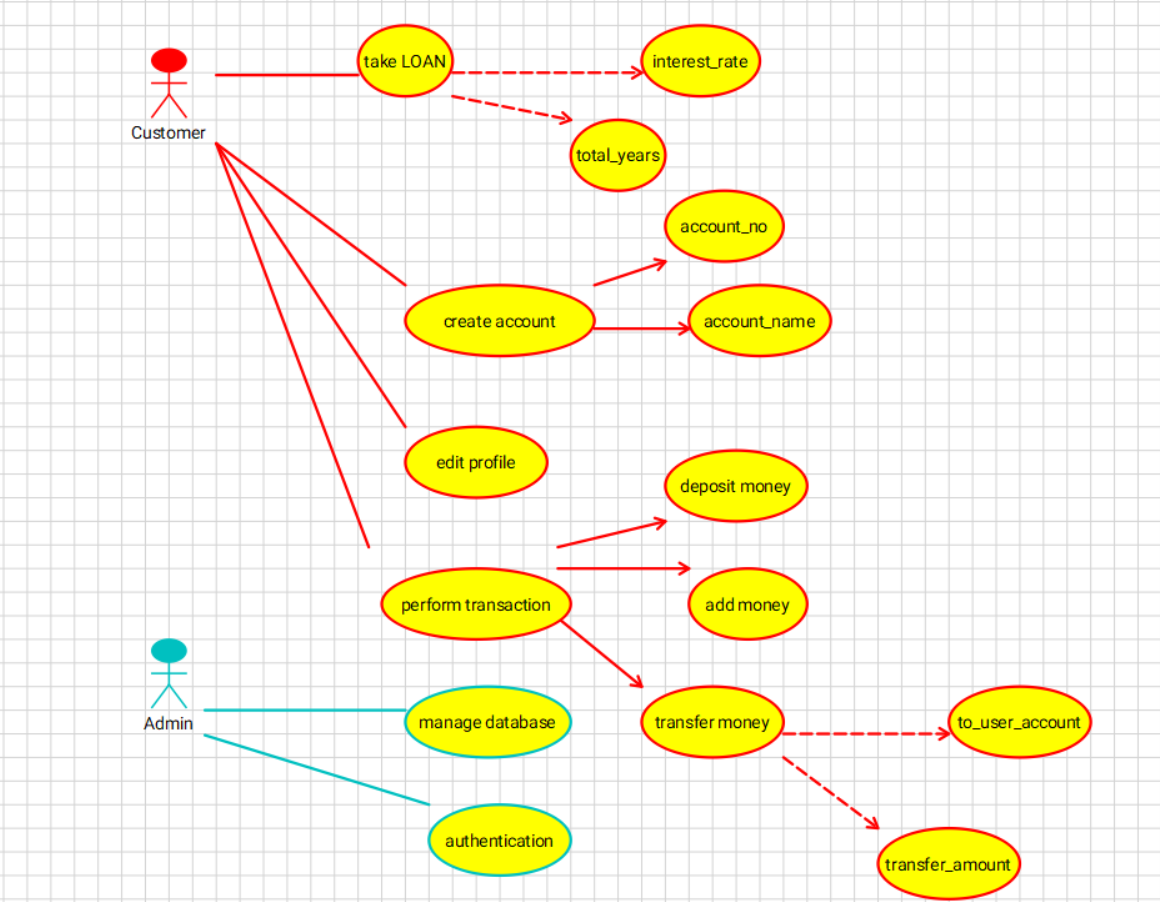 take LOAN
interest_rate
Customer
total_years
account_no
create account
account_name
edit profile
deposit money
perform transaction
add money
Admin
manage database
transfer money
to_user_account
authentication
transfer_amount